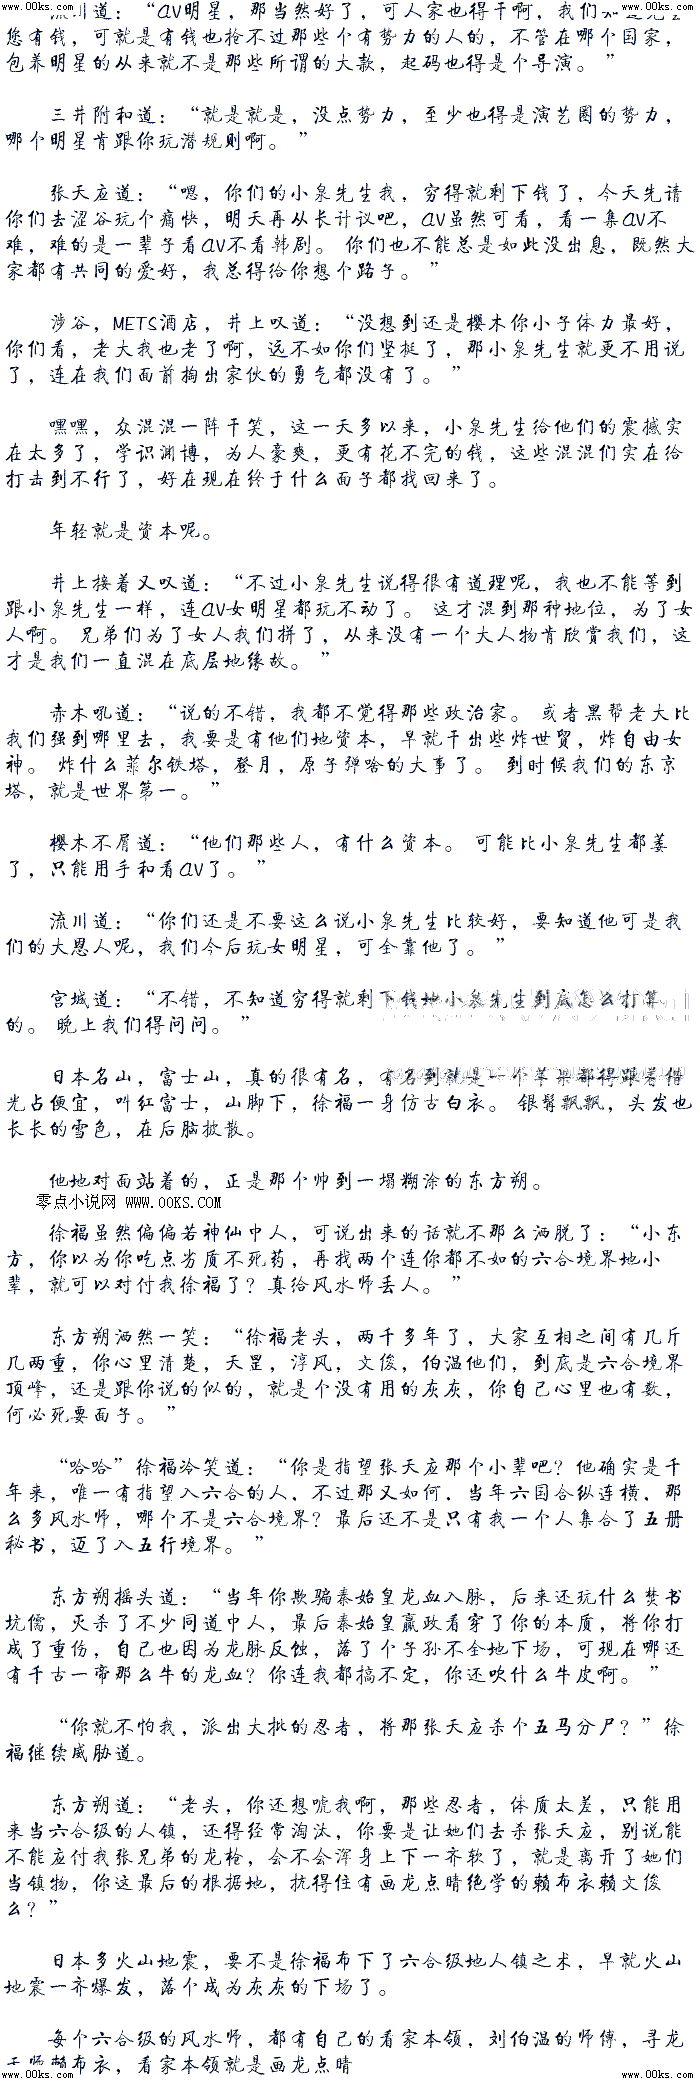 www.00ks.com www.00ks.com www.00ks.com
流川道：“AV明星，那当然好了，可人家也得干啊，我们
您有钱，可就是有钱也抢不过那些个有势力的人的，不管在哪个国家，
包养明星的从来就不是那些所谓的大款，起码也得是个导演。”
三井附和道：“就是就是，没点势力，至少也得是演艺圈的势力，
哪个明星肯跟你玩潜规则啊。”
张天应道：“嗯，你们的小泉先生我，穷得就剩下钱了，今天先请
你们去涩谷玩个痛快，明天再从长计议吧，AV虽然可看，看一集AV不
难，难的是一辈子看AV不看韩剧。 你们也不能总是如此没出息，既然大
家都有共同的爱好，我总得给你想个路子。”
涉谷，METS酒店，井上叹道：“没想到还是樱木你小子体力最好，
你们看，老大我也老了啊，远不如你们坚挺了，那小泉先生就更不用说
了，连在我们面前掏出家伙的勇气都没有了。”
嘿嘿，众混混一阵干笑，这一天多以来，小泉先生给他们的震撼实
在太多了，学识渊博，为人豪爽，更有花不完的钱，这些混混们实在给
打击到不行了，好在现在终于什么面子都找回来了。
年轻就是资本呢。
井上接着又叹道：“不过小泉先生说得很有道理呢，我也不能等到
跟小泉先生一样，连AV女明星都玩不动了。 这才混到那种地位，为了女
人啊。 兄弟们为了女人我们拼了，从来没有一个大人物肯欣赏我们，这
才是我们一直混在底层地缘故。”
赤木吼道：“说的不错，我都不觉得那些政治家。 或者黑帮老大比
我们强到哪里去，我要是有他们地资本，早就干出些炸世贸，炸自由女
神。 炸什么菲尔铁塔，登月，原子弹啥的大事了。 到时候我们的东京
塔，就是世界第一。”
樱木不屑道：“他们那些人，有什么资本。 可能比小泉先生都萎
了，只能用手和看AV了。”
流川道：“你们还是不要这么说小泉先生比较好，要知道他可是我
们的大恩人呢，我们今后玩女明星，可全靠他了。”
宫城道：“不错，不知道穷得就剩下钱地小泉先生到底怎么打算
的。 晚上我们得问问。 ”
日本名山，富士山，真的很有名，有名到就是一个苹果都得跟着借
光占便宜，叫红富士，山脚下，徐福一身仿古白衣。 银髯飘飘，头发也
长长的雪色，在后脑披散。
他地对面站着的，正是那个帅到一塌糊涂的东方朔。
零点小说网 www.00KS.COM
徐福虽然偏偏若神仙中人，可说出来的话就不那么洒脱了：“小东
方，你以为你吃点劣质不死药，再找两个连你都不如的六合境界地小
辈，就可以对付我徐福了？真给风水师丢人。”
东方朔洒然一笑：“徐福老头，两千多年了，大家互相之间有几斤
几两重，你心里清楚，天罡，淳风，文俊，伯温他们，到底是六合境界
顶峰，还是跟你说的似的，就是个没有用的灰灰，你自己心里也有数，
何必死要面子。”
“哈哈”徐福冷笑道：“你是指望张天应那个小辈吧？他确实是千
年来，唯一有指望入六合的人，不过那又如何，当年六国合纵连横，那
么多风水师，哪个不是六合境界？最后还不是只有我一个人集合了五册
秘书，迈了入五行境界。”
东方朔摇头道：“当年你欺骗秦始皇龙血入脉，后来还玩什么焚书
坑儒，灭杀了不少同道中人，最后秦始皇嬴政看穿了你的本质，将你打
成了重伤，自己也因为龙脉反蚀，落了个子孙不全地下场，可现在哪还
有千古一帝那么牛的龙血？你连我都搞不定，你还吹什么牛皮啊。 ”
“你就不怕我，派出大批的忍者，将那张天应杀个五马分尸？”徐
福继续威胁道。
东方朔道：“老头，你还想唬我啊，那些忍者，体质太差，只能用
来当六合级的人镇，还得经常淘汰，你要是让她们去杀张天应，别说能
不能应付我张兄弟的龙枪，会不会浑身上下一齐软了，就是离开了她们
当镇物，你这最后的根据地，抗得住有画龙点睛绝学的赖布衣赖文俊
么？”
日本多火山地震，要不是徐福布下了六合级地人镇之术，早就火山
地震一齐爆发，落个成为灰灰的下场了。
每个六合级的风水师，都有自己的看家本领，刘伯温的师傅，寻龙
布衣，看家本领就是画龙点睛
www.00ks.com www.00ks.com www.00ks.com